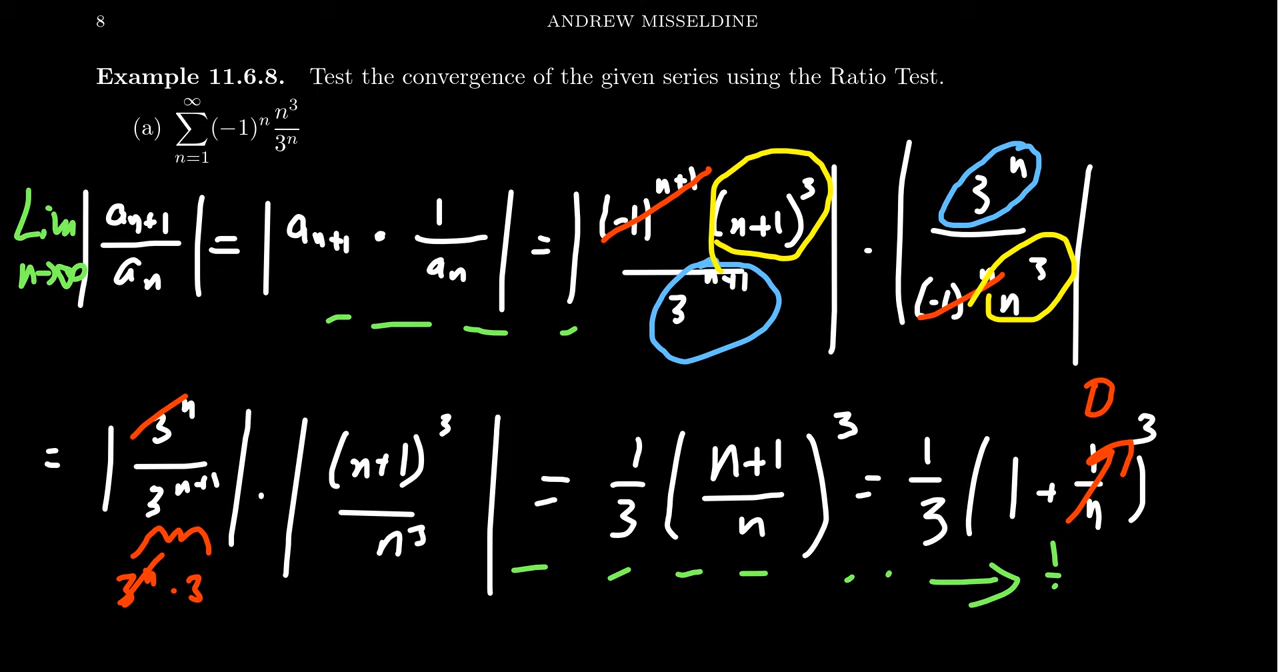 8 ANDREW MISSELDINE
Example 11.6.8. Test the convergence of the given series using the Ratio Test.
(a) ∑_{n=1}^{∞} (−1)^n n^3/3^n
Lim_{n→∞} |a_{n+1}/a_n| = |a_{n+1} · 1/a_n| = |(-1)^{n+1} (n+1)^3 / 3^{n+1}| · |3^n / (-1)^n n^3|
= |3^n / 3^{n+1}| · |(n+1)^3 / n^3| = 1/3 ((n+1)/n)^3 = 1/3 (1 + 1/n)^3
0
3^n · 3